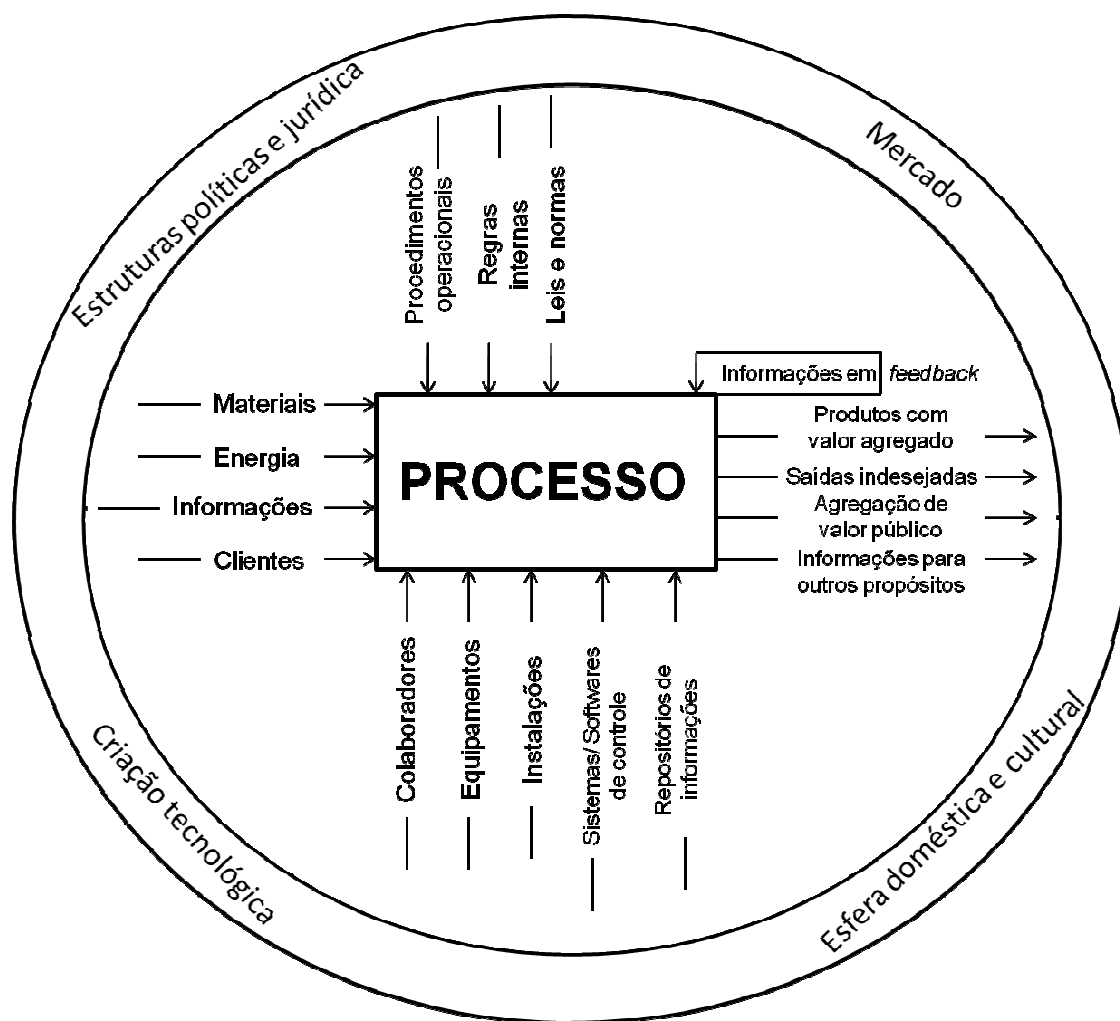 Estruturas políticas e jurídica
Mercado
Procedimentos
operacionais
Regras
internas
Leis e normas
Informações em feedback
Materiais
Energia
Informações
Clientes
PROCESSO
Produtos com
valor agregado
Saídas indesejadas
Agregação de
valor público
Informações para
outros propósitos
Colaboradores
Equipamentos
Instalações
Sistemas/ Softwares
de controle
Repositórios de
informações
Criação tecnológica
Esfera doméstica e cultural